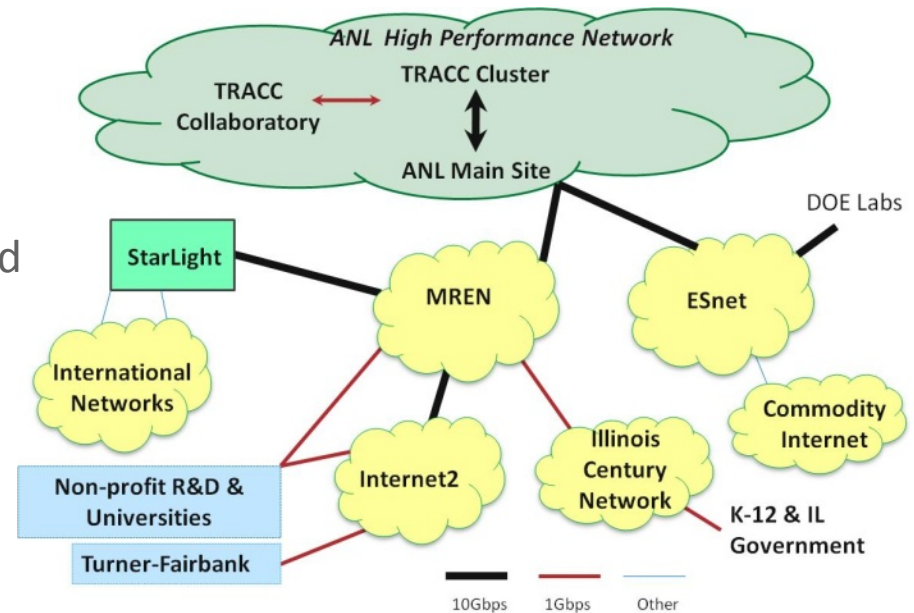 ANL High Performance Network
TRACC Cluster
TRACC
Collaboratory
ANL Main Site
DOE Labs
d
StarLight
MREN
ESnet
International
Networks
Commodity
Internet
Illinois
Century
Network
Internet2
Non-profit R&D &
Universities
K-12 & IL
Government
Turner-Fairbank
10Gbps
1Gbps
Other